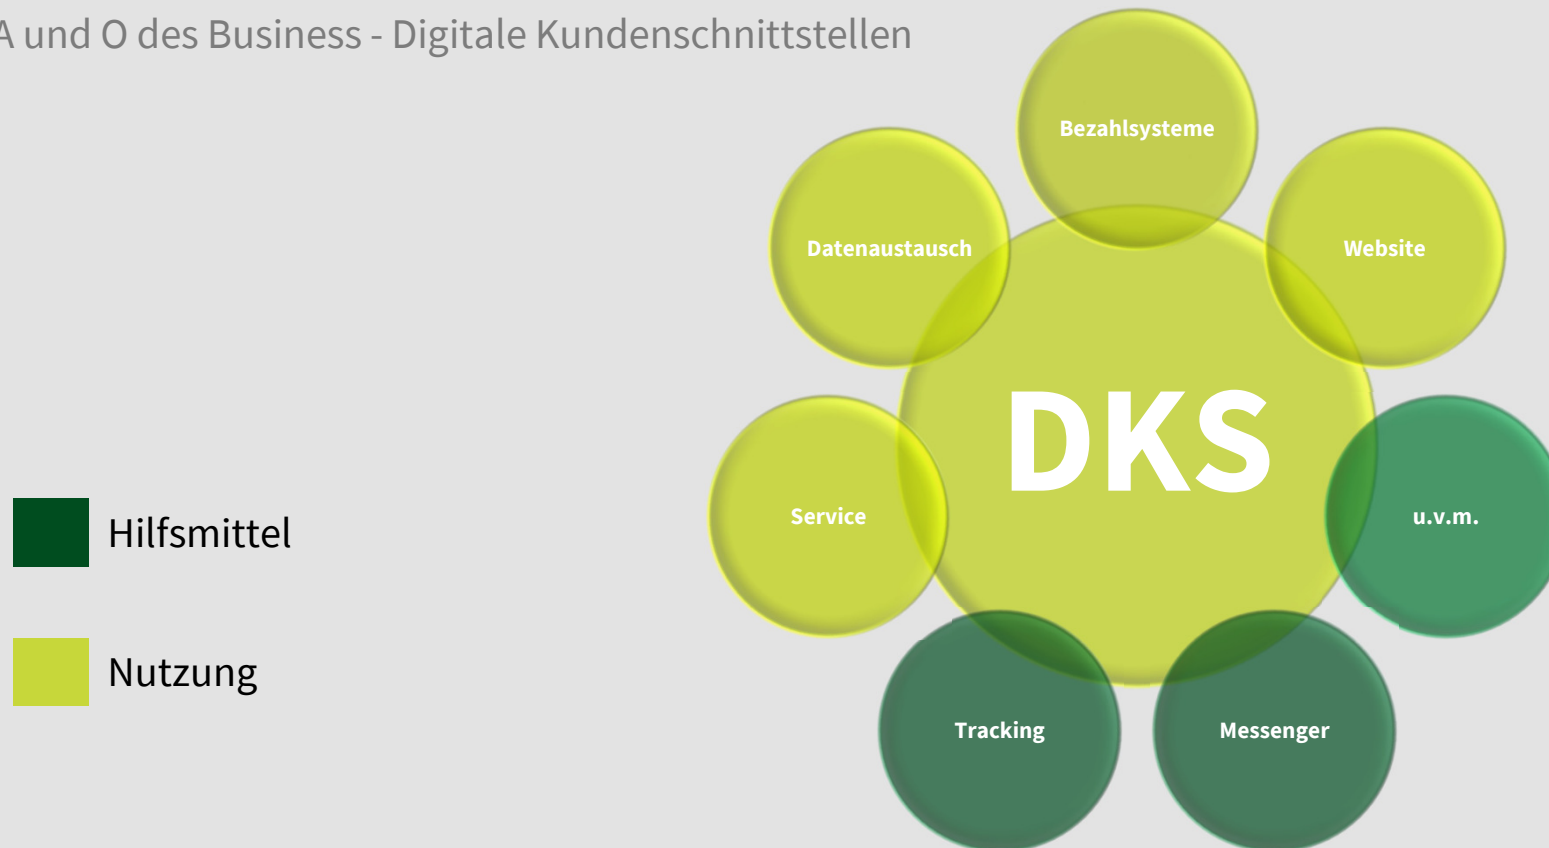 A und O des Business - Digitale Kundenschnittstellen
Bezahlsysteme
Datenaustausch
Website
DKS
Service
u.v.m.
Hilfsmittel
Nutzung
Tracking
Messenger